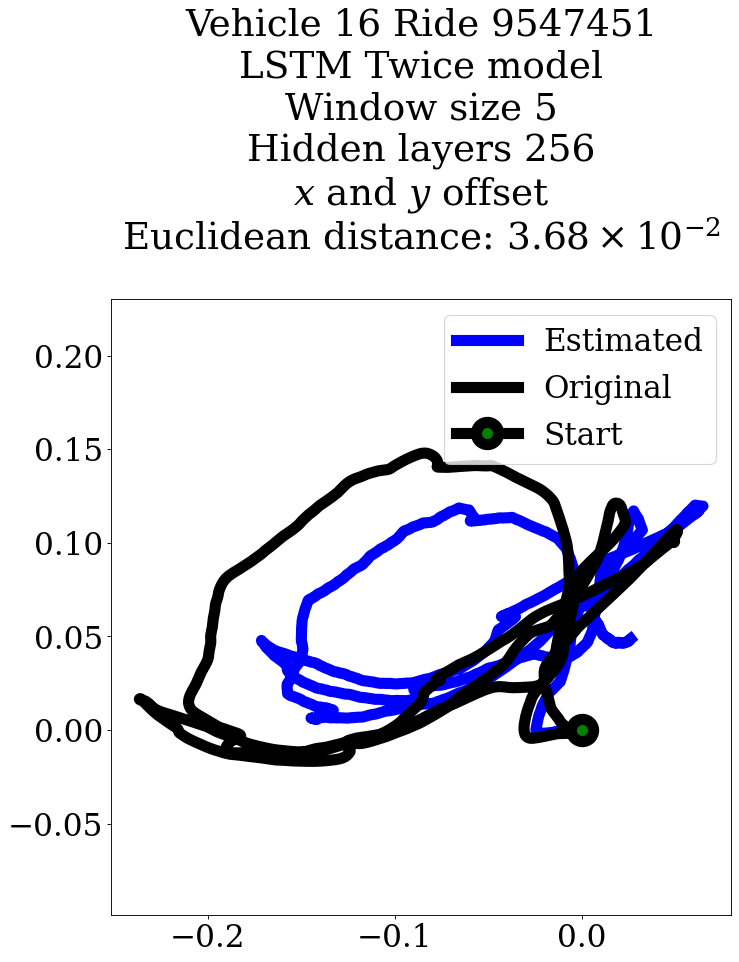 Vehicle 16 Ride 9547451
LSTM Twice model
Window size 5
Hidden layers 256
x and y offset
Euclidean distance: 3.68 × 10⁻²
Estimated
Original
Start
0.20
0.15
0.10
0.05
0.00
−0.05
−0.2
−0.1
0.0